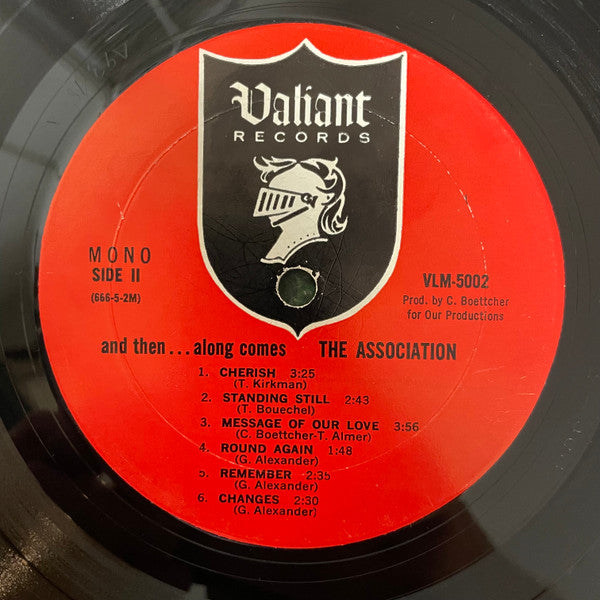 Valiant
RECORDS
MONO
SIDE II
(666-5-2M)
VLM-5002
Prod. by C. Boettcher
for Our Productions
and then...along comes THE ASSOCIATION
1. CHERISH 3:25
(T. Kirkman)
2. STANDING STILL 2:43
(T. Bouechel)
3. MESSAGE OF OUR LOVE 3:56
(C. Boettcher-T. Almer)
4. ROUND AGAIN 1:48
(G. Alexander)
5. REMEMBER 2:35
(G. Alexander)
6. CHANGES 2:30
(G. Alexander)